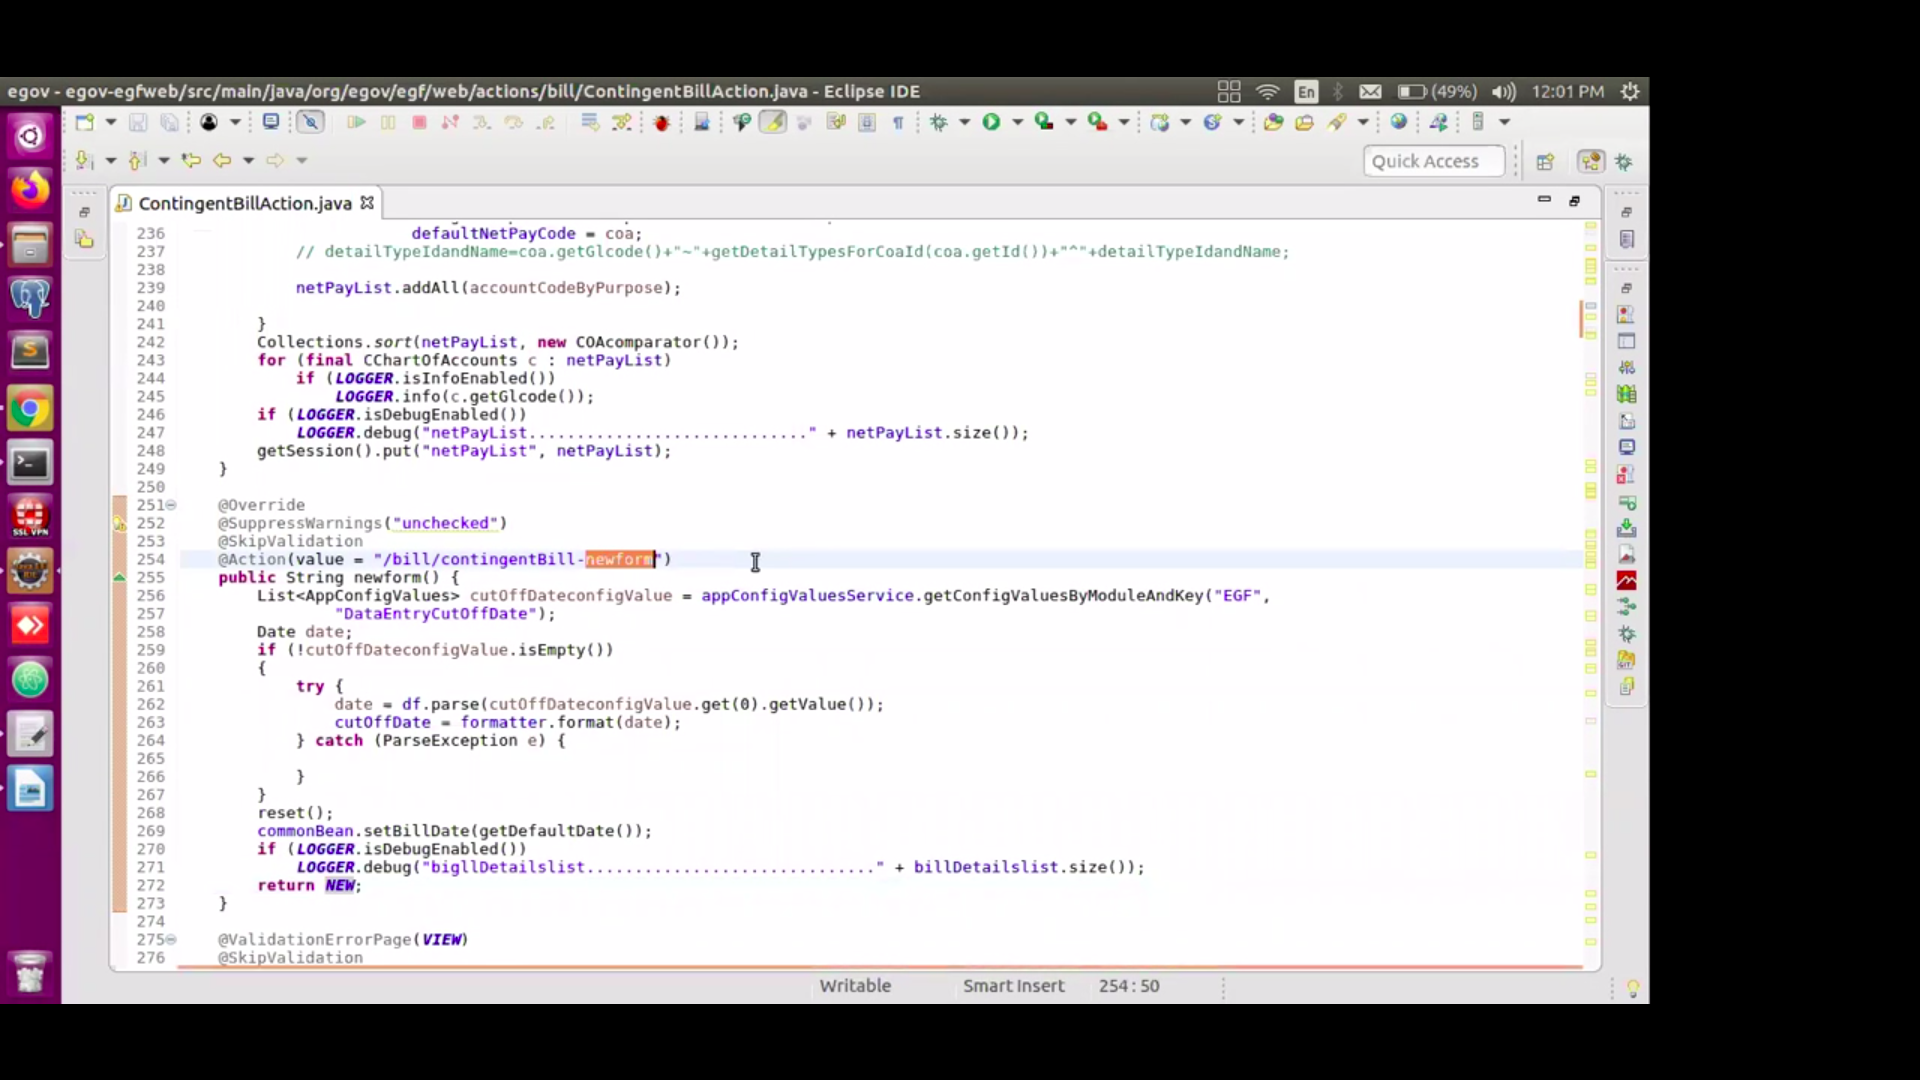 egov - egov-egfweb/src/main/java/org/egov/egf/web/actions/bill/ContingentBillAction.java - Eclipse IDE
En
(49%)
12:01 PM
Quick Access
ContingentBillAction.java
236 defaultNetPayCode = coa;
237 // detailTypeIdandName=coa.getGlcode()+"~"+getDetailTypesForCoaId(coa.getId())+"^"+detailTypeIdandName;
238
239 netPayList.addAll(accountCodeByPurpose);
240
241 }
242 Collections.sort(netPayList, new COAcomparator());
243 for (final CChartOfAccounts c : netPayList)
244 if (LOGGER.isInfoEnabled())
245 LOGGER.info(c.getGlcode());
246 if (LOGGER.isDebugEnabled())
247 LOGGER.debug("netPayList............................." + netPayList.size());
248 getSession().put("netPayList", netPayList);
249 }
250
251 @Override
252 @SuppressWarnings("unchecked")
253 @SkipValidation
254 @Action(value = "/bill/contingentBill-newform")
255 public String newform() {
256 List<AppConfigValues> cutOffDateconfigValue = appConfigValuesService.getConfigValuesByModuleAndKey("EGF",
257 "DataEntryCutOffDate");
258 Date date;
259 if (!cutOffDateconfigValue.isEmpty())
260 {
261 try {
262 date = df.parse(cutOffDateconfigValue.get(0).getValue());
263 cutOffDate = formatter.format(date);
264 } catch (ParseException e) {
265
266 }
267 }
268 reset();
269 commonBean.setBillDate(getDefaultDate());
270 if (LOGGER.isDebugEnabled())
271 LOGGER.debug("bigllDetailslist.............................." + billDetailslist.size());
272 return NEW;
273 }
274
275 @ValidationErrorPage(VIEW)
276 @SkipValidation
Writable
Smart Insert
254 : 50
SSL VPN